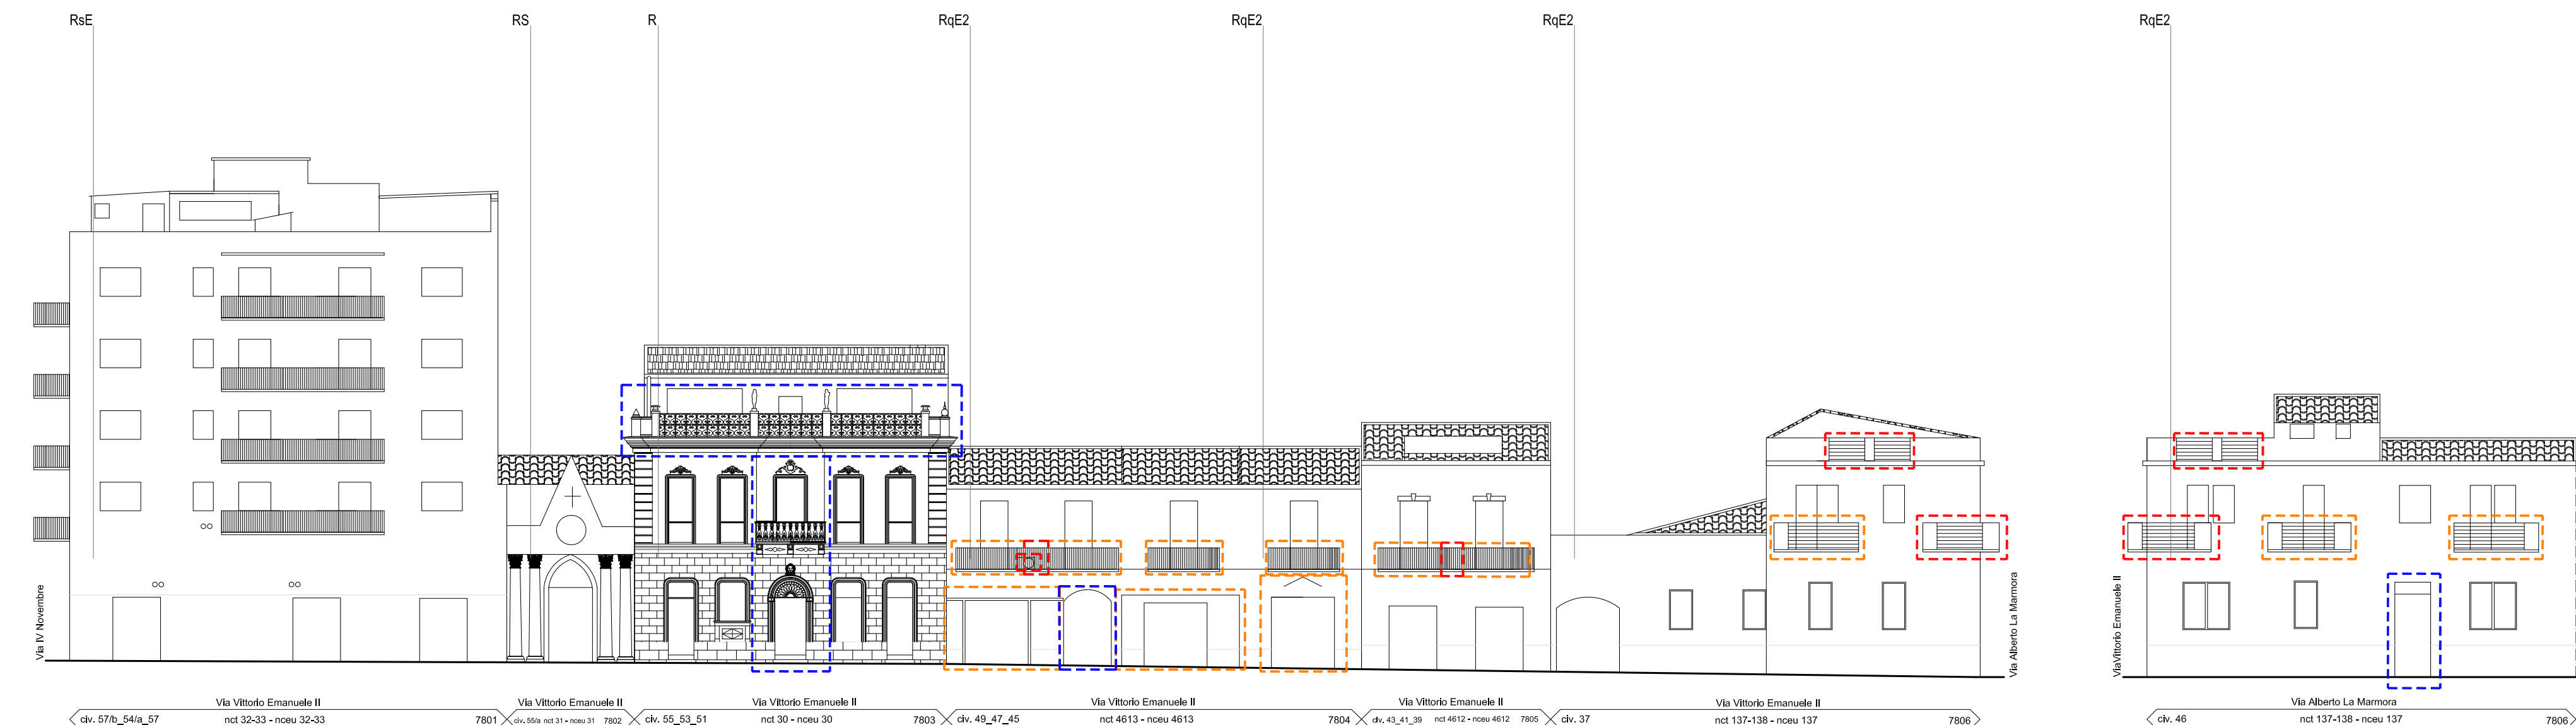 RsE RS R RqE2 RqE2 RqE2 RqE2
Via IV Novembre
Via Alberto La Marmora
ViaVittorio Emanuele II
Via Vittorio Emanuele II Via Vittorio Emanuele II Via Vittorio Emanuele II Via Vittorio Emanuele II Via Vittorio Emanuele II Via Vittorio Emanuele II Via Alberto La Marmora
civ. 57/b_54/a_57 nct 32-33 - nceu 32-33 7801 civ. 55/a nct 31 - nceu 31 7802 civ. 55_53_51 nct 30 - nceu 30 7803 civ. 49_47_45 nct 4613 - nceu 4613 7804 civ. 43_41_39 nct 4612 - nceu 4612 7805 civ. 37 nct 137-138 - nceu 137 7806 civ. 46 nct 137-138 - nceu 137 7806